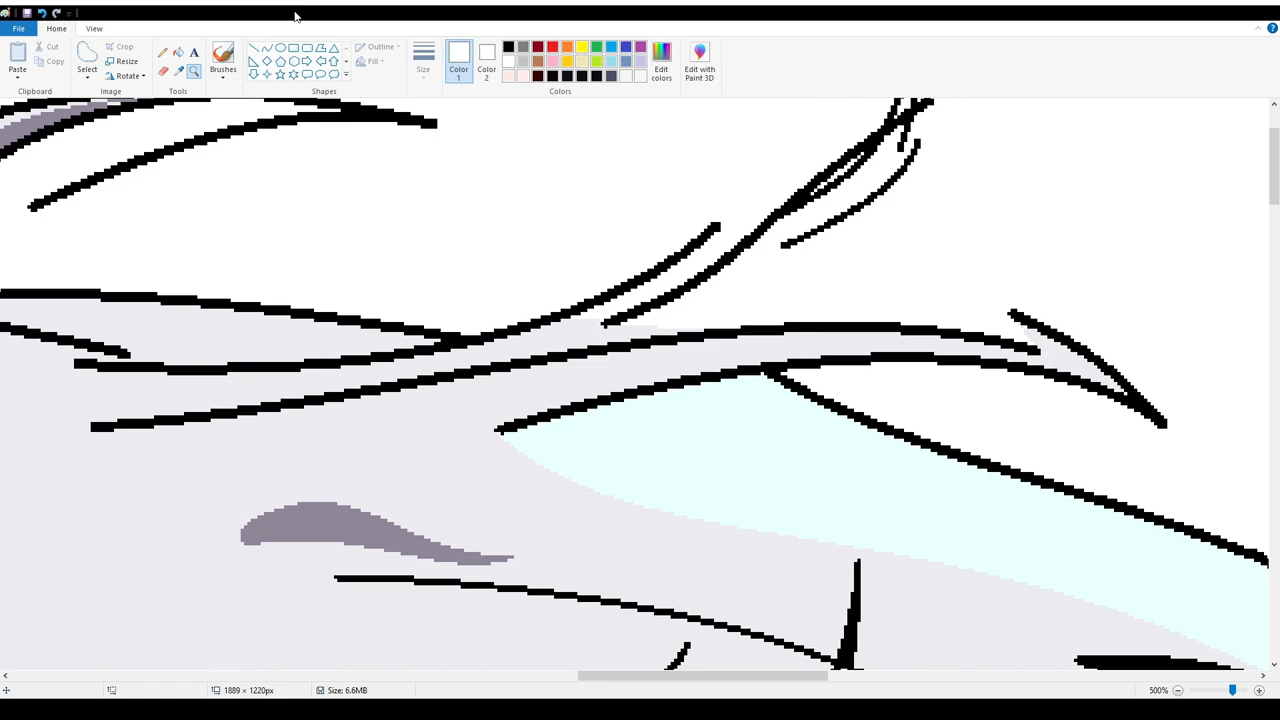 File Home View
Paste Cut Copy Clipboard
Select Crop Resize Rotate Image
A Tools
Brushes
Outline Fill Shapes
Size
Color 1 Color 2 Edit colors Colors
Edit with Paint 3D
1889 × 1220px Size: 6.6MB 500%